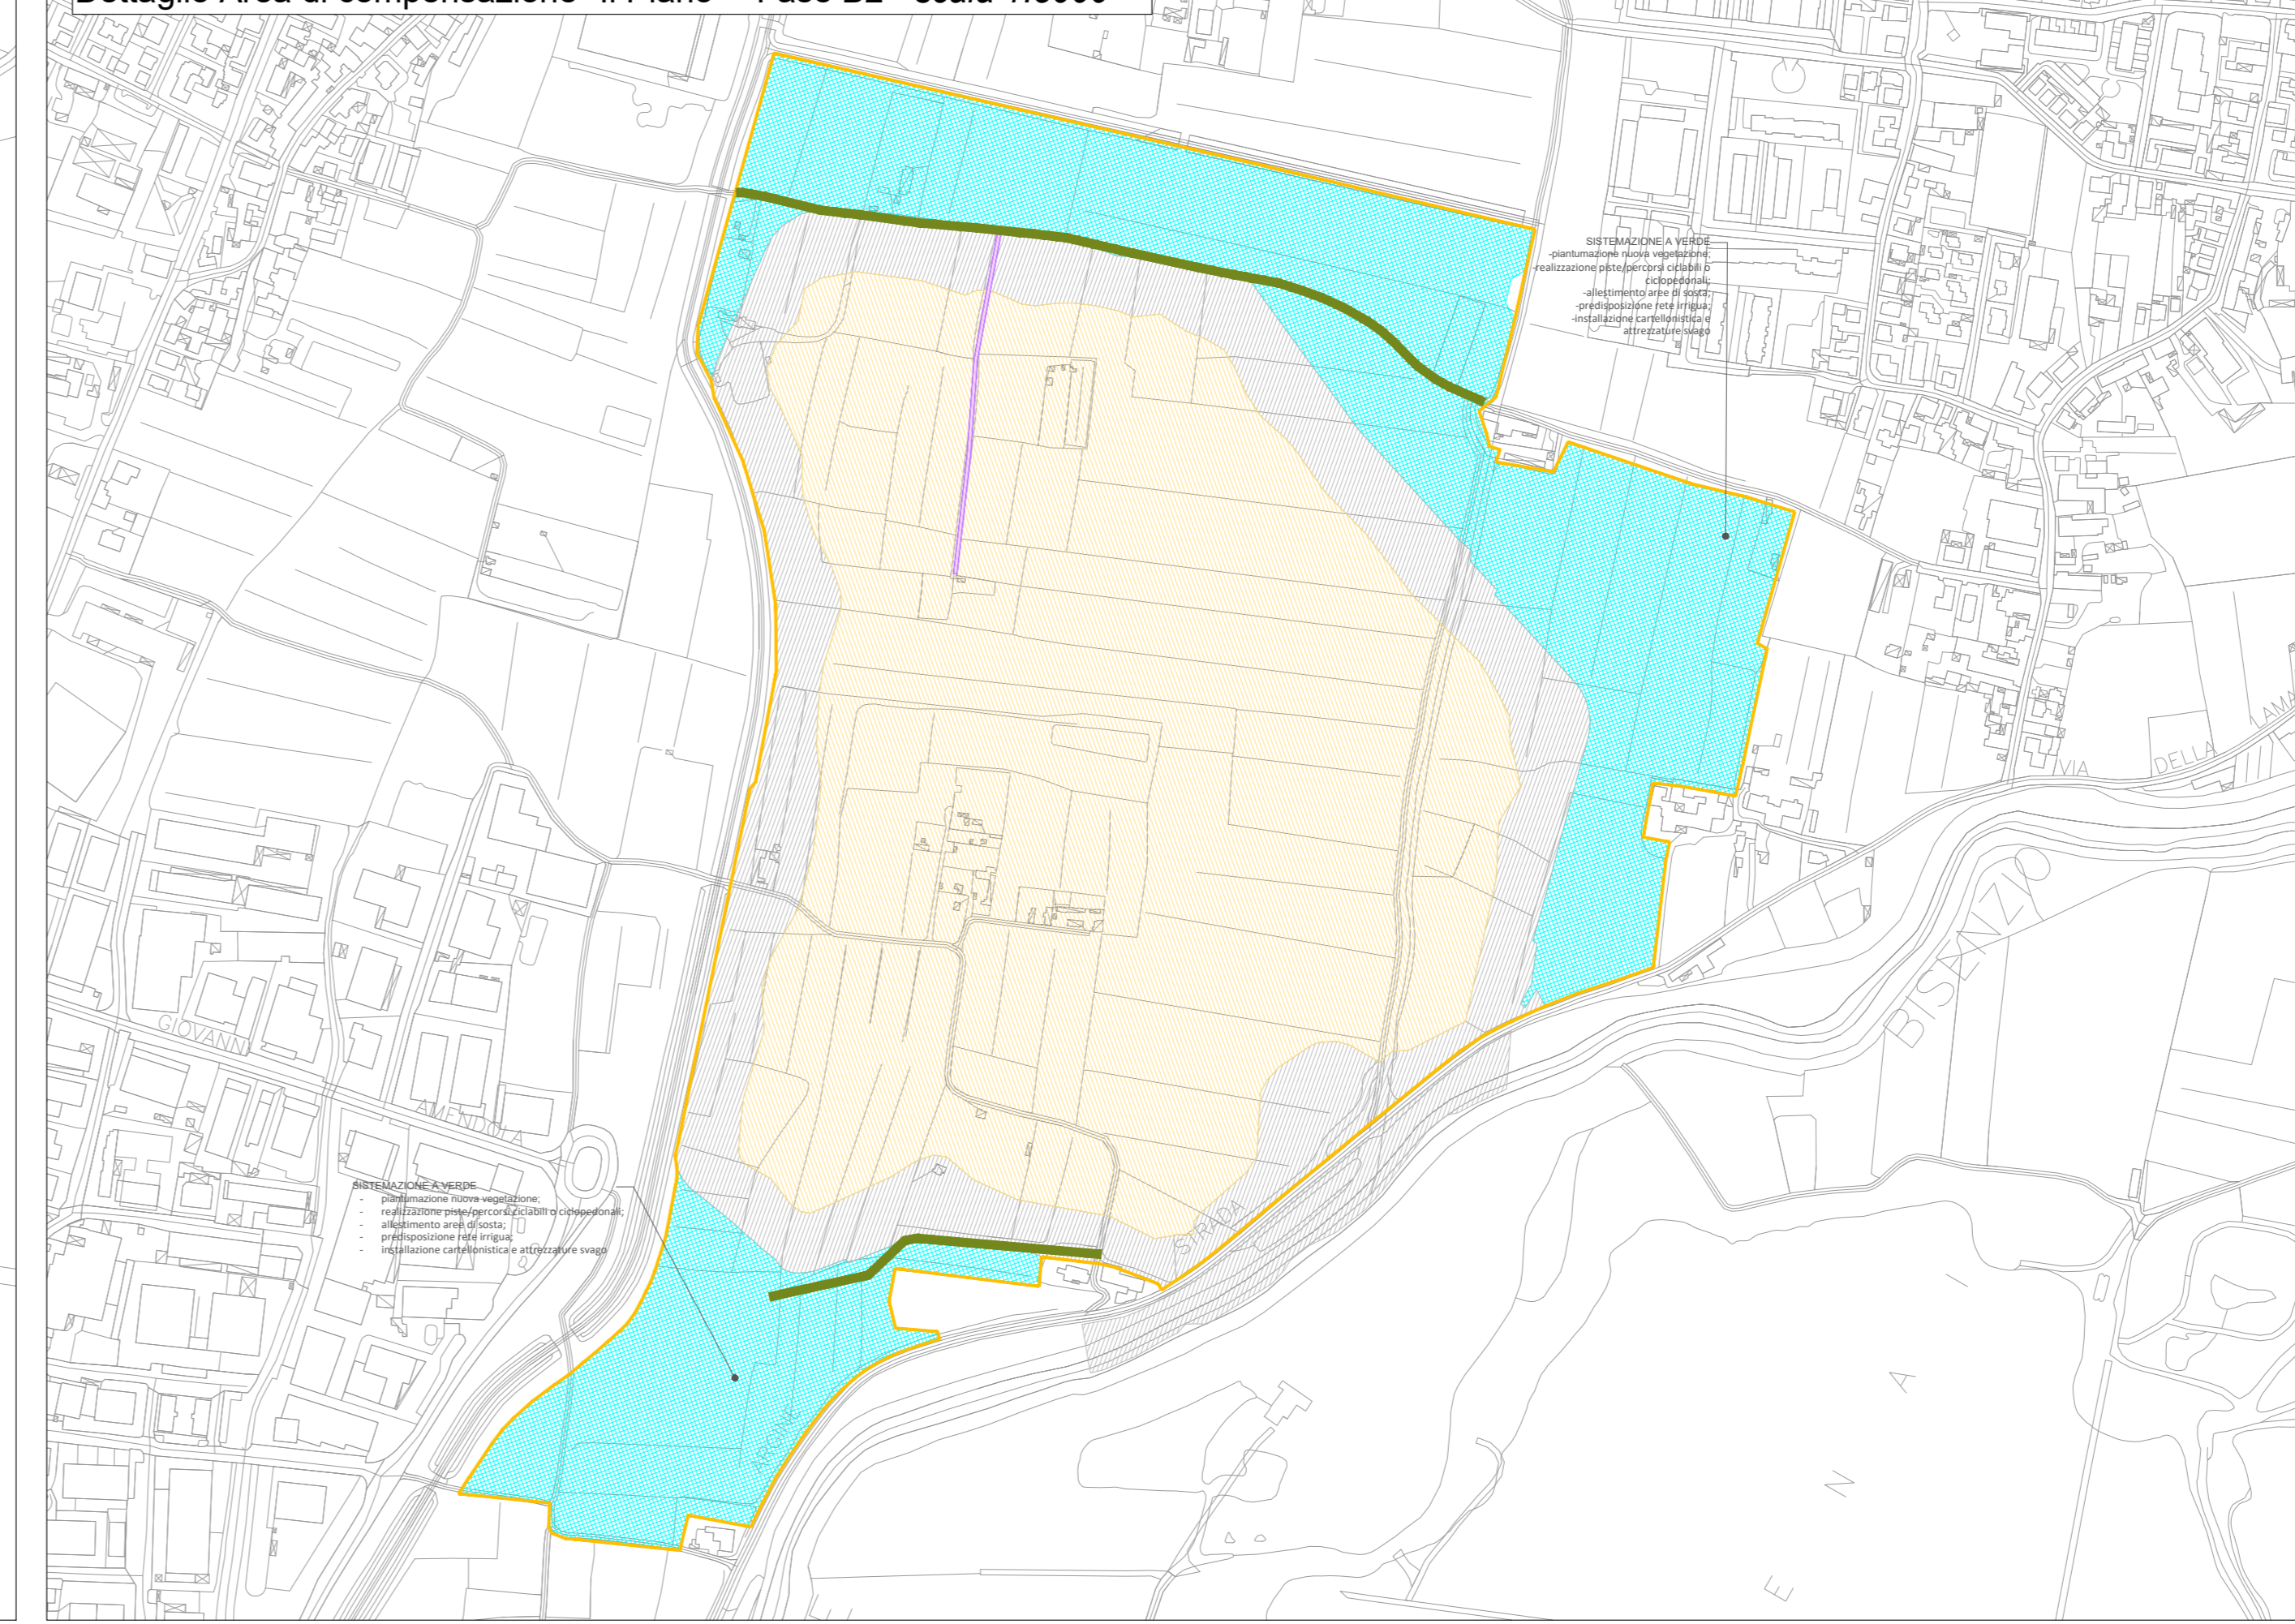 Dettaglio Area di compensazione
SISTEMAZIONE A VERDE
-piantumazione nuova vegetazione;
-realizzazione piste/percorsi ciclabili o
ciclopedonali;
-allestimento aree di sosta;
-predisposizione rete irrigua;
-installazione cartellonistica e
attrezzature svago
VIA DELLA LAMA
BISENZIO
GIOVANNI
AMENDOLA
SISTEMAZIONE A VERDE
- piantumazione nuova vegetazione;
- realizzazione piste/percorsi ciclabili o ciclopedonali;
- allestimento aree di sosta;
- predisposizione rete irrigua;
- installazione cartellonistica e attrezzature svago
STRADA
ARGINE
E N A